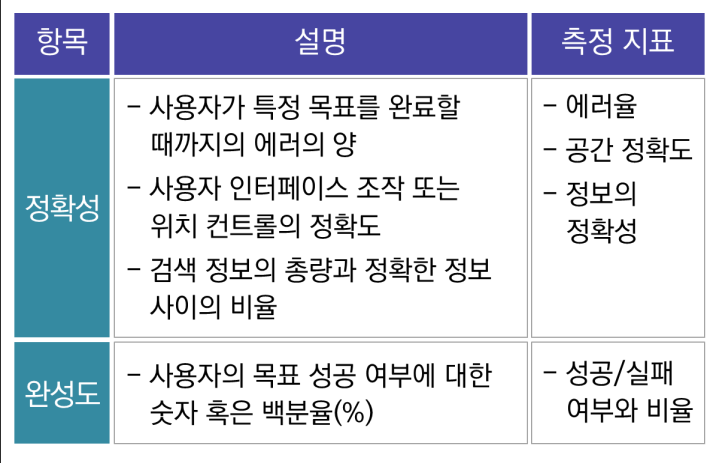 항목
설명
측정 지표
정확성
– 사용자가 특정 목표를 완료할
때까지의 에러의 양
– 사용자 인터페이스 조작 또는
위치 컨트롤의 정확도
– 검색 정보의 총량과 정확한 정보
사이의 비율
– 에러율
– 공간 정확도
– 정보의
정확성
완성도
– 사용자의 목표 성공 여부에 대한
숫자 혹은 백분율(%)
– 성공/실패
여부와 비율